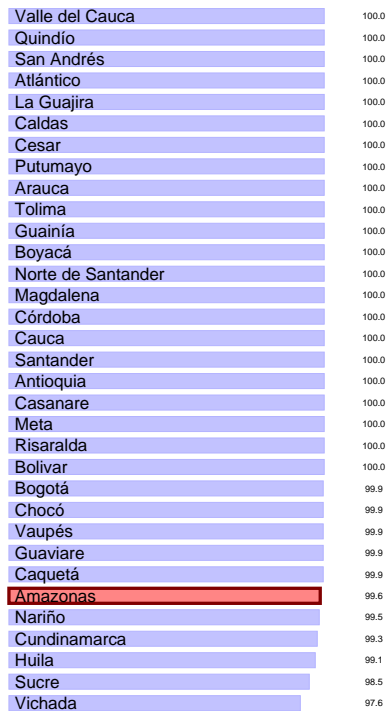 Valle del Cauca 100.0
Quindío 100.0
San Andrés 100.0
Atlántico 100.0
La Guajira 100.0
Caldas 100.0
Cesar 100.0
Putumayo 100.0
Arauca 100.0
Tolima 100.0
Guainía 100.0
Boyacá 100.0
Norte de Santander 100.0
Magdalena 100.0
Córdoba 100.0
Cauca 100.0
Santander 100.0
Antioquia 100.0
Casanare 100.0
Meta 100.0
Risaralda 100.0
Bolivar 100.0
Bogotá 99.9
Chocó 99.9
Vaupés 99.9
Guaviare 99.9
Caquetá 99.9
Amazonas 99.6
Nariño 99.5
Cundinamarca 99.3
Huila 99.1
Sucre 98.5
Vichada 97.6